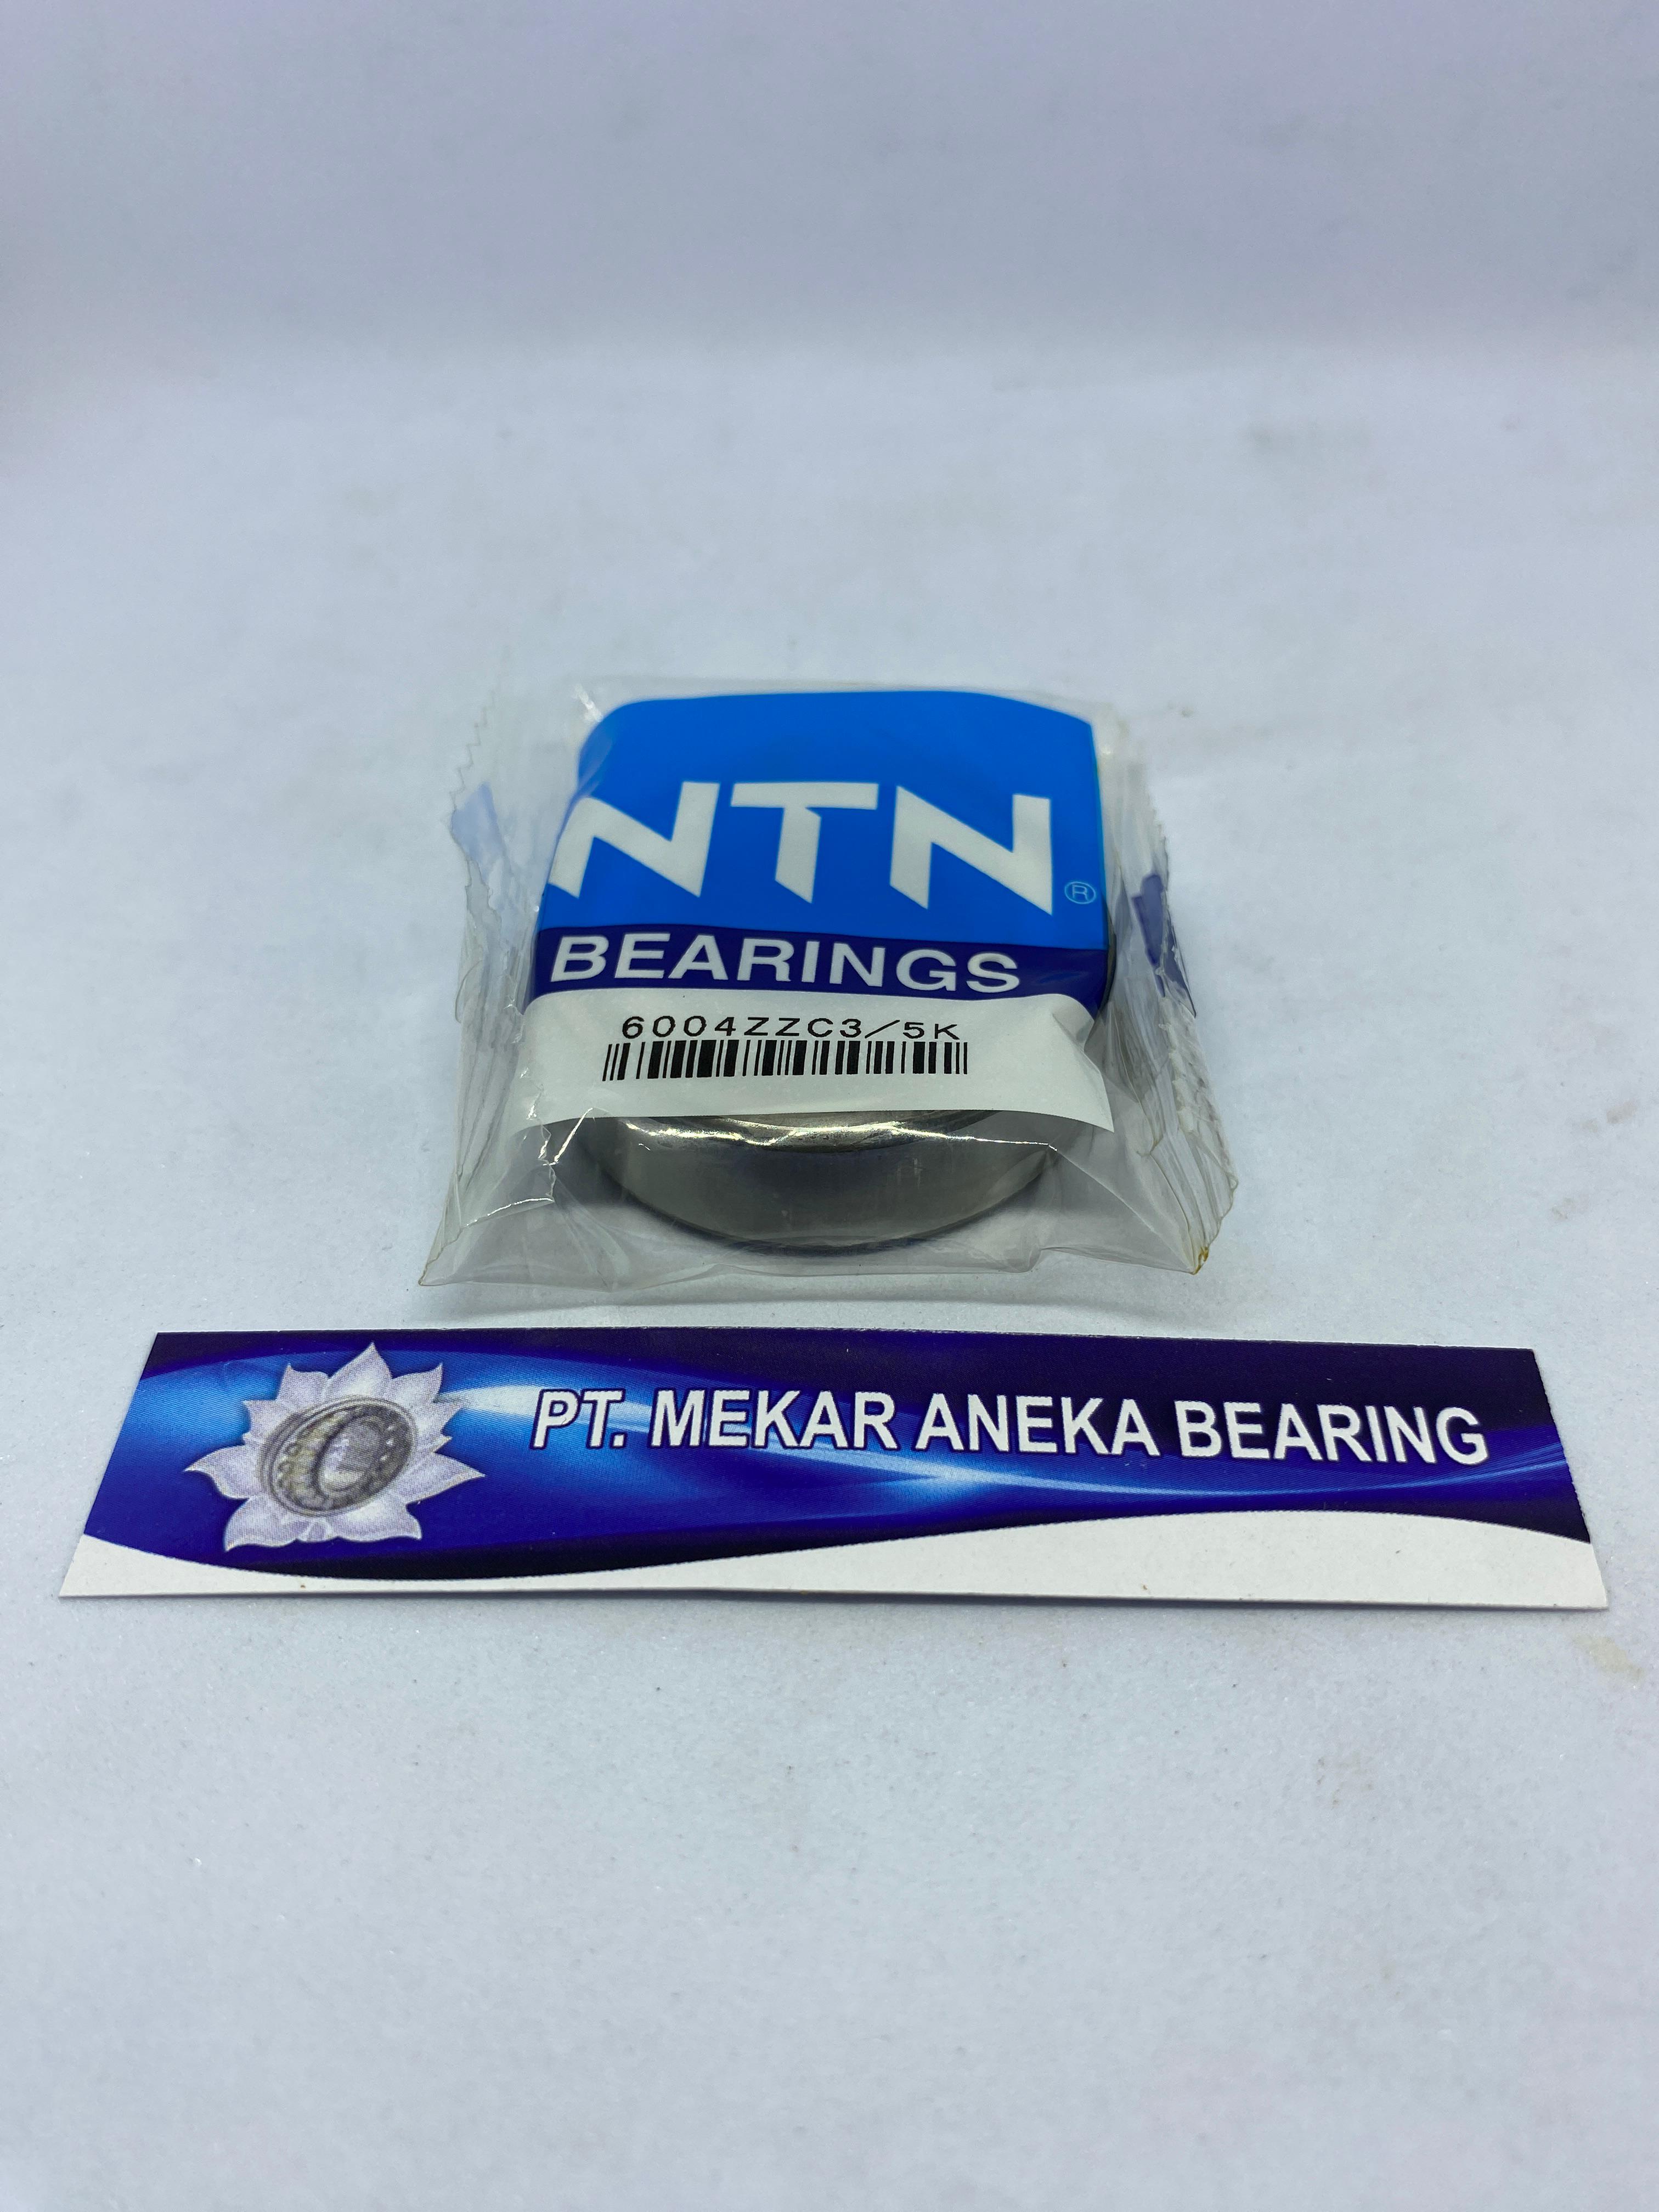 NTN®
BEARINGS
6004ZZC3/5K
PT. MEKAR ANEKA BEARING